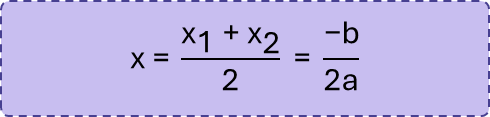 x = (x₁ + x₂)/2 = −b/2a